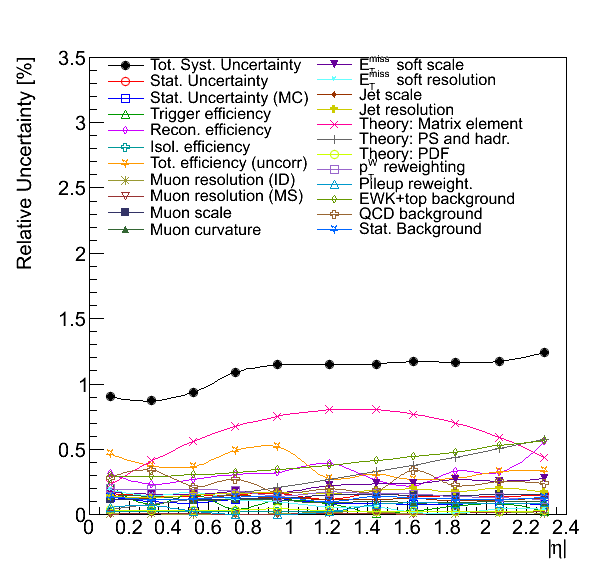 Relative Uncertainty [%]
3.5
3
2.5
2
1.5
1
0.5
0
Tot. Syst. Uncertainty
Stat. Uncertainty
Stat. Uncertainty (MC)
Trigger efficiency
Recon. efficiency
Isol. efficiency
Tot. efficiency (uncorr)
Muon resolution (ID)
Muon resolution (MS)
Muon scale
Muon curvature
E_T^miss soft scale
E_T^miss soft resolution
Jet scale
Jet resolution
Theory: Matrix element
Theory: PS and hadr.
Theory: PDF
p_T^W reweighting
Pileup reweight.
EWK+top background
QCD background
Stat. Background
0 0.2 0.4 0.6 0.8 1 1.2 1.4 1.6 1.8 2 2.2 2.4
|η|